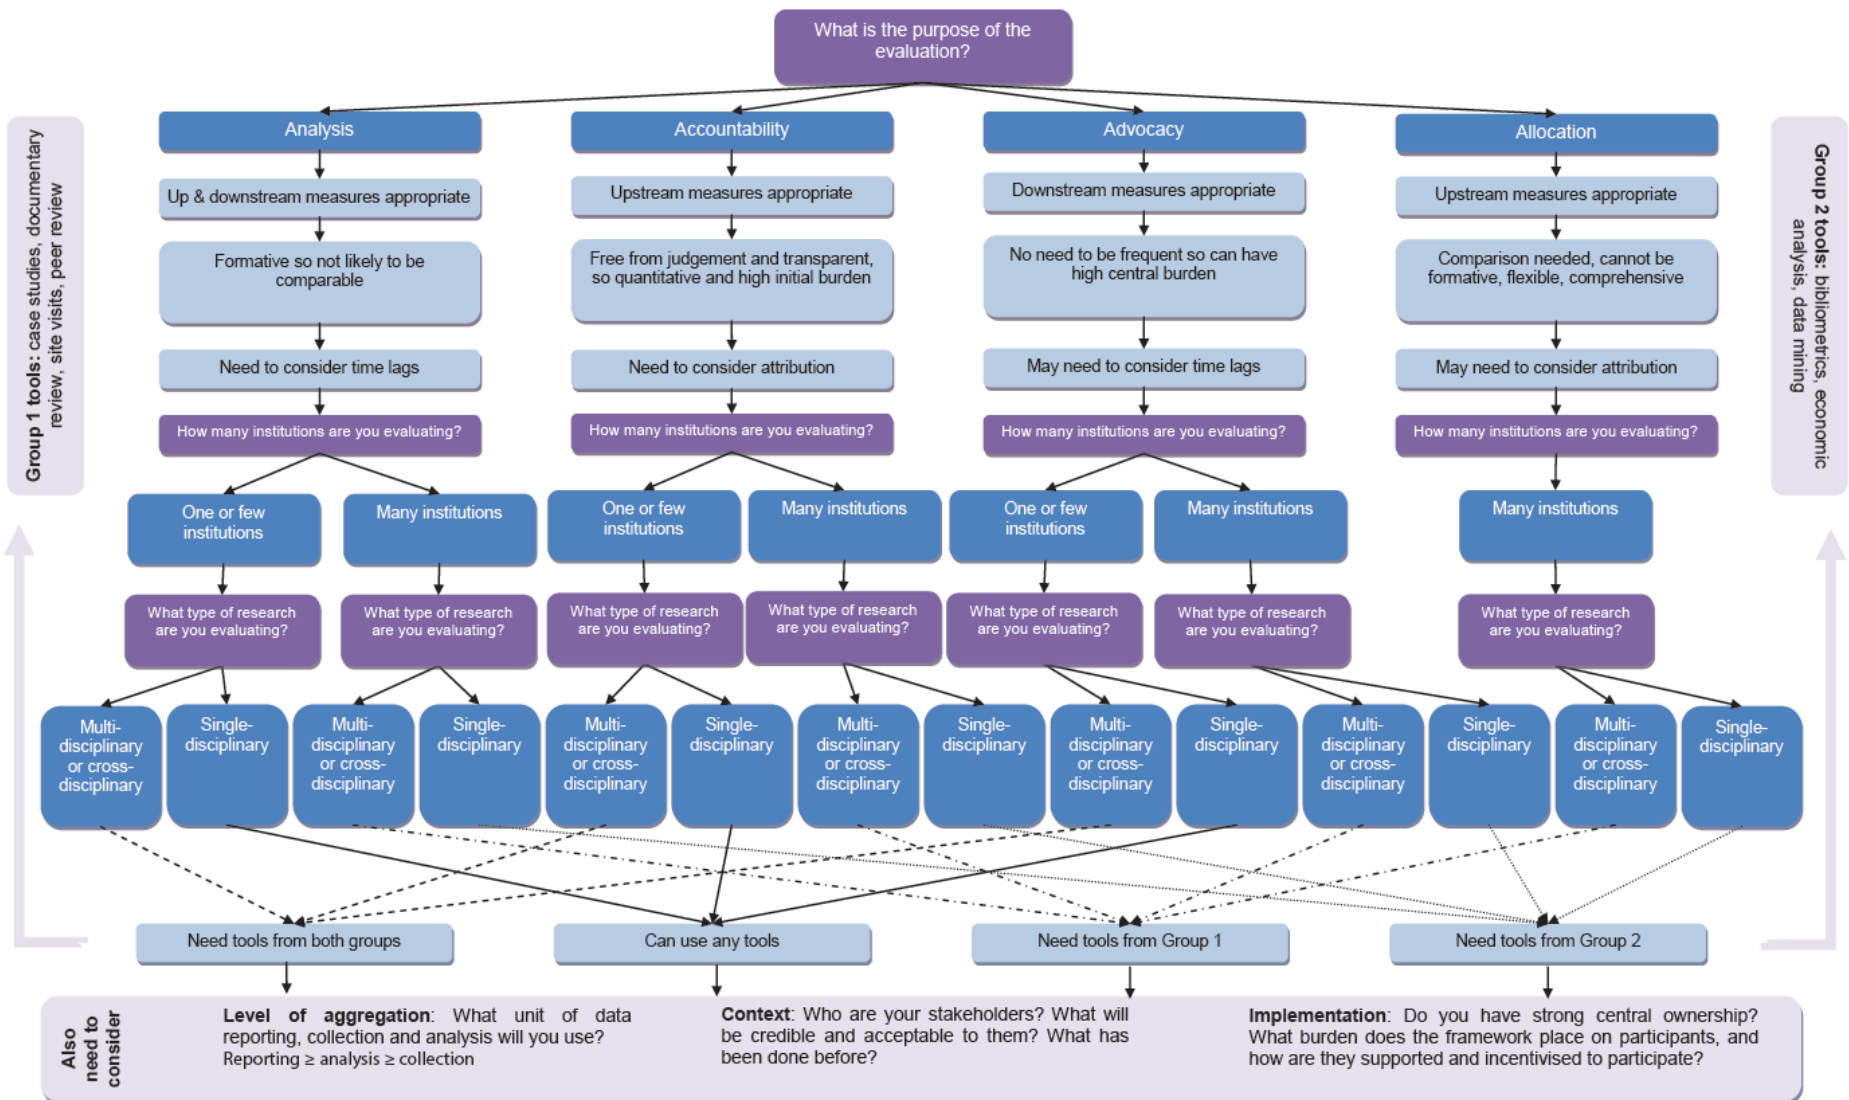 What is the purpose of the
evaluation?
Analysis
Accountability
Advocacy
Allocation
Group 1 tools: case studies, documentary
review, site visits, peer review
Group 2 tools: bibliometrics, economic
analysis, data mining
Up & downstream measures appropriate
Upstream measures appropriate
Downstream measures appropriate
Upstream measures appropriate
Formative so not likely to be
comparable
Free from judgement and transparent,
so quantitative and high initial burden
No need to be frequent so can have
high central burden
Comparison needed, cannot be
formative, flexible, comprehensive
Need to consider time lags
Need to consider attribution
May need to consider time lags
May need to consider attribution
How many institutions are you evaluating?
How many institutions are you evaluating?
How many institutions are you evaluating?
How many institutions are you evaluating?
One or few
institutions
Many institutions
One or few
institutions
Many institutions
One or few
institutions
Many institutions
Many institutions
What type of research
are you evaluating?
What type of research
are you evaluating?
What type of research
are you evaluating?
What type of research
are you evaluating?
What type of research
are you evaluating?
What type of research
are you evaluating?
What type of research
are you evaluating?
Multi-
disciplinary
or cross-
disciplinary
Single-
disciplinary
Multi-
disciplinary
or cross-
disciplinary
Single-
disciplinary
Multi-
disciplinary
or cross-
disciplinary
Single-
disciplinary
Multi-
disciplinary
or cross-
disciplinary
Single-
disciplinary
Multi-
disciplinary
or cross-
disciplinary
Single-
disciplinary
Multi-
disciplinary
or cross-
disciplinary
Single-
disciplinary
Multi-
disciplinary
or cross-
disciplinary
Single-
disciplinary
Need tools from both groups
Can use any tools
Need tools from Group 1
Need tools from Group 2
Also
need to
consider
Level of aggregation: What unit of data
reporting, collection and analysis will you use?
Reporting ≥ analysis ≥ collection
Context: Who are your stakeholders? What will
be credible and acceptable to them? What has
been done before?
Implementation: Do you have strong central ownership?
What burden does the framework place on participants, and
how are they supported and incentivised to participate?